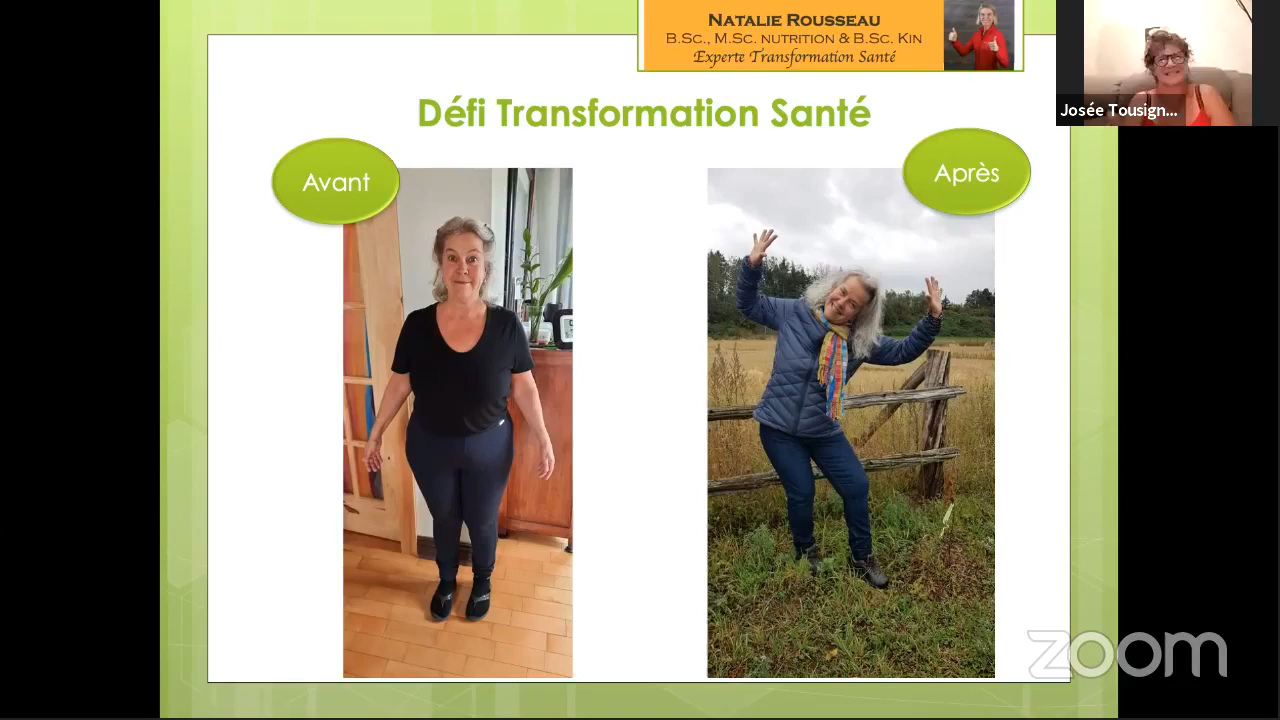 NATALIE ROUSSEAU
B.SC., M.SC. NUTRITION & B.SC. KIN
Experte Transformation Santé
Josée Tousign...
Défi Transformation Santé
Avant
Après
zoom